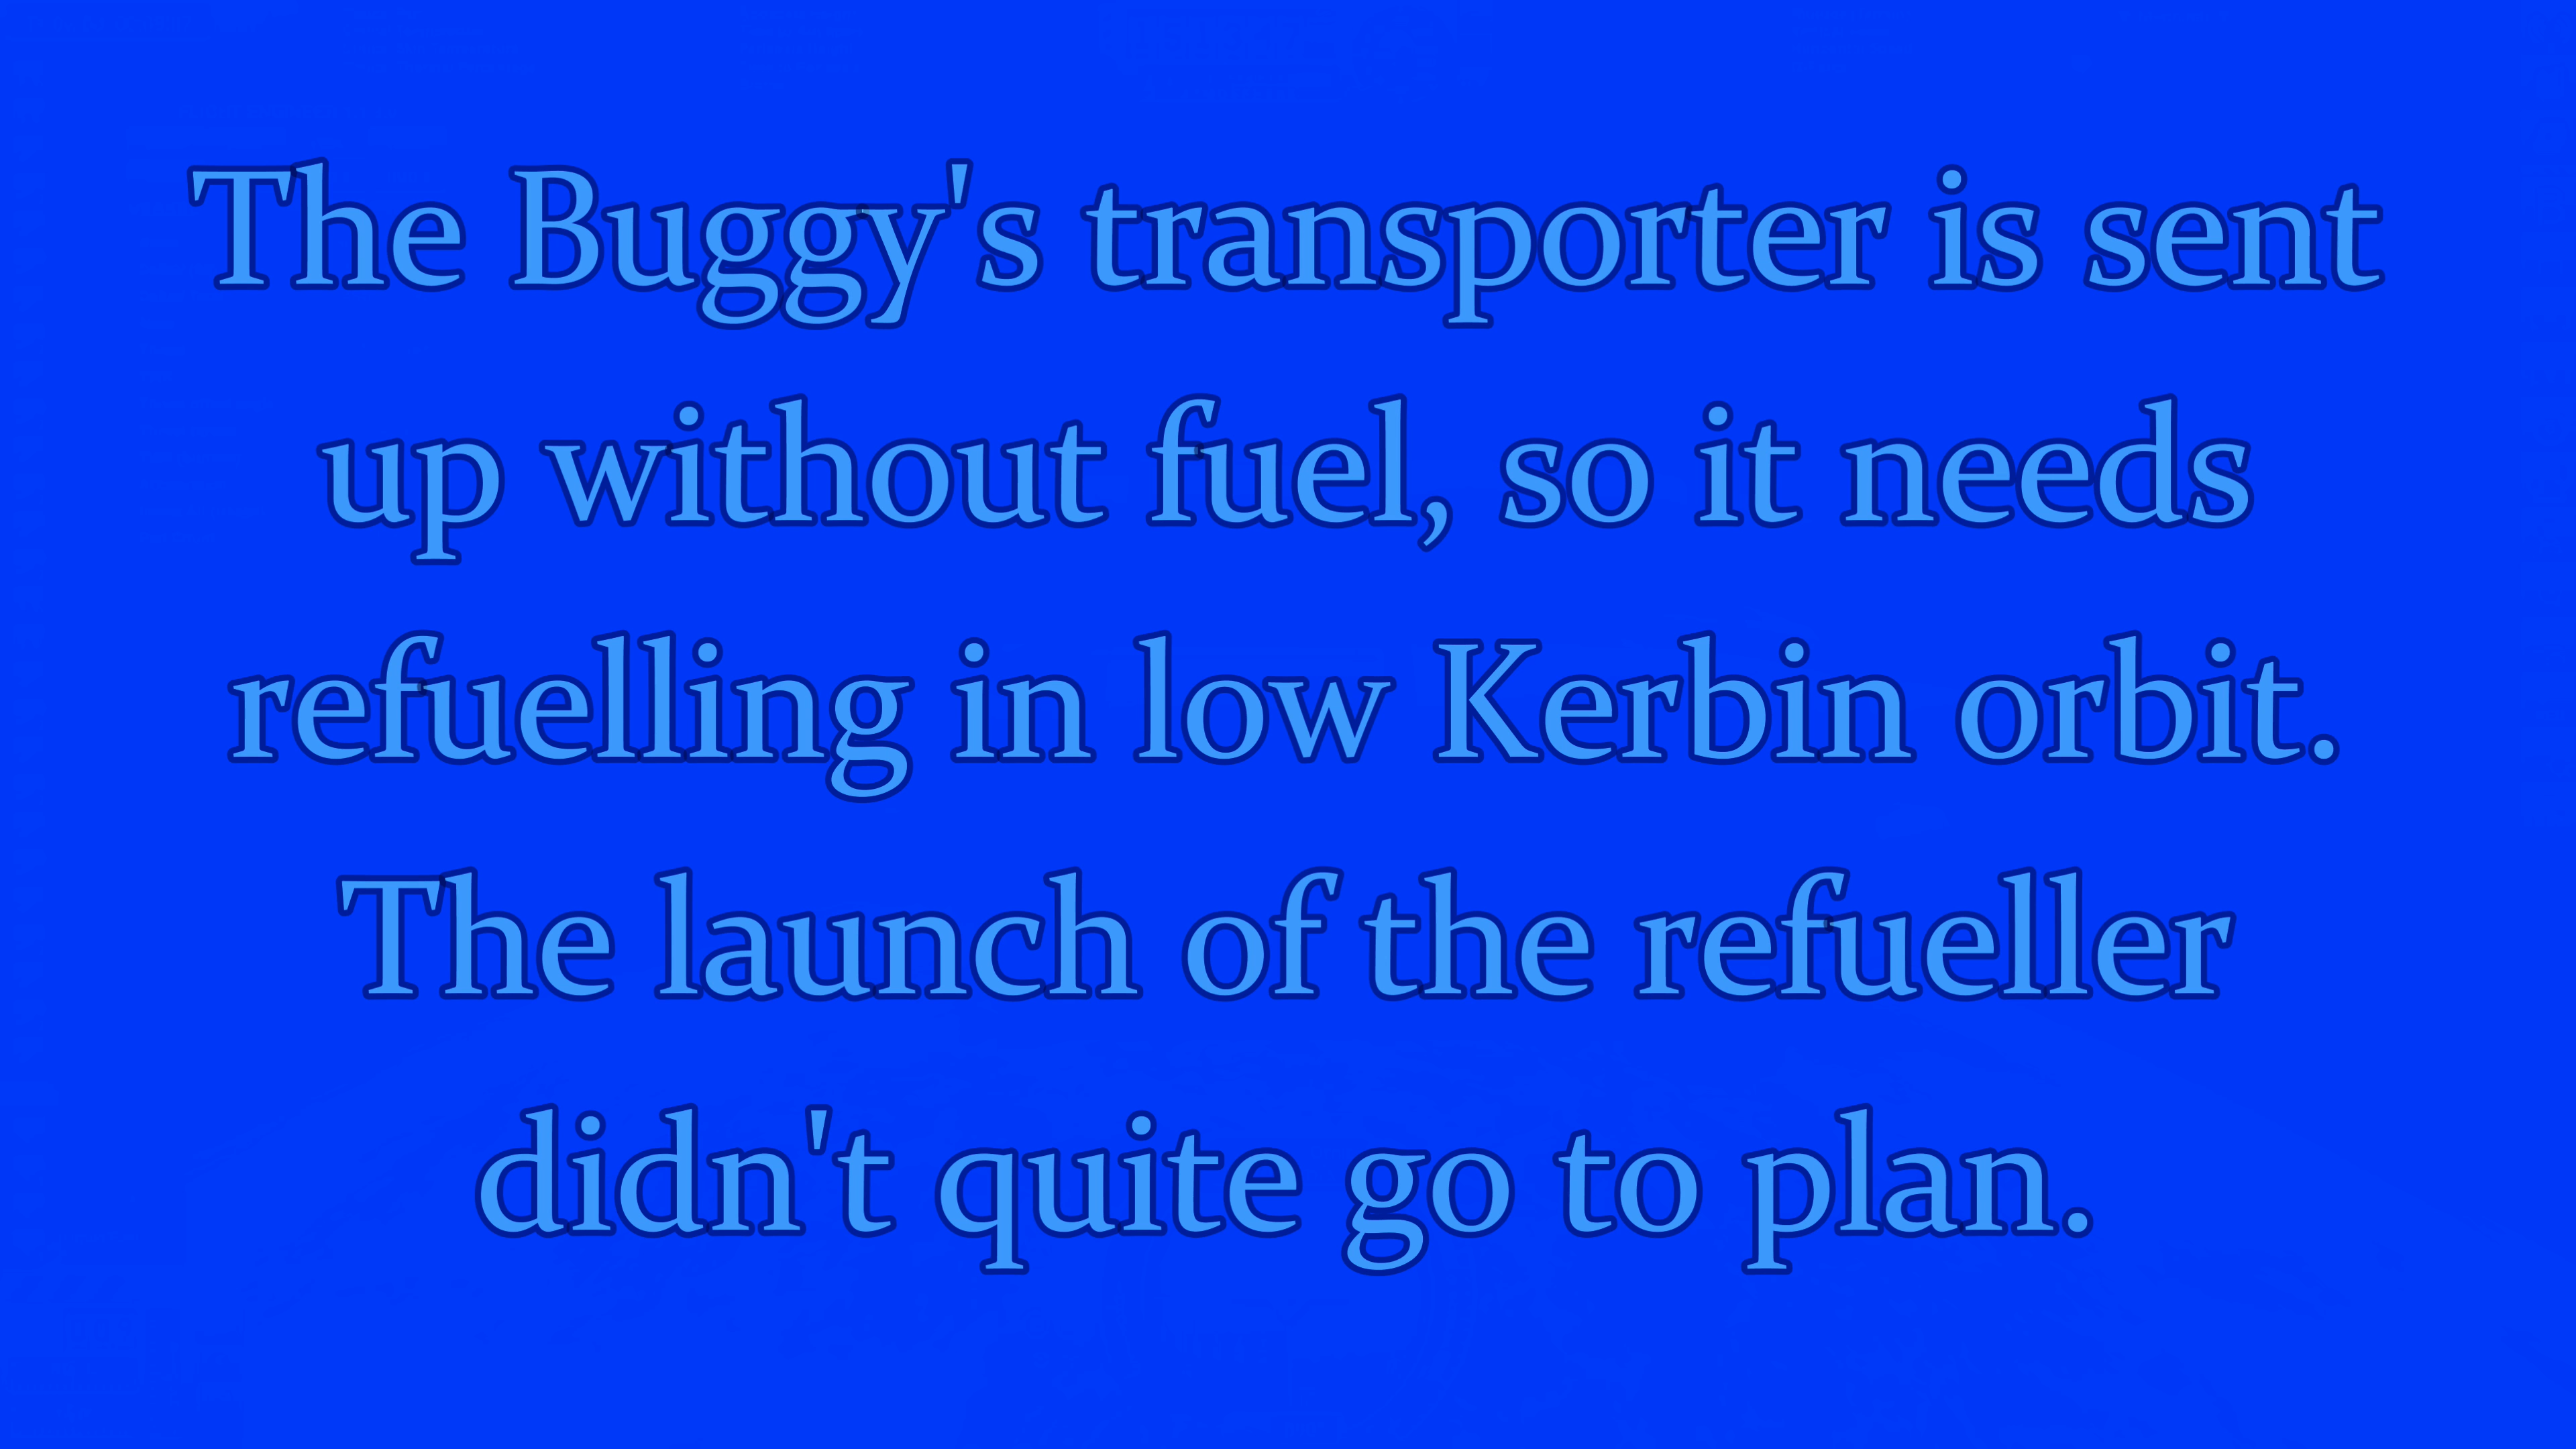 The Buggy's transporter is sent
up without fuel, so it needs
refuelling in low Kerbin orbit.
The launch of the refueller
didn't quite go to plan.